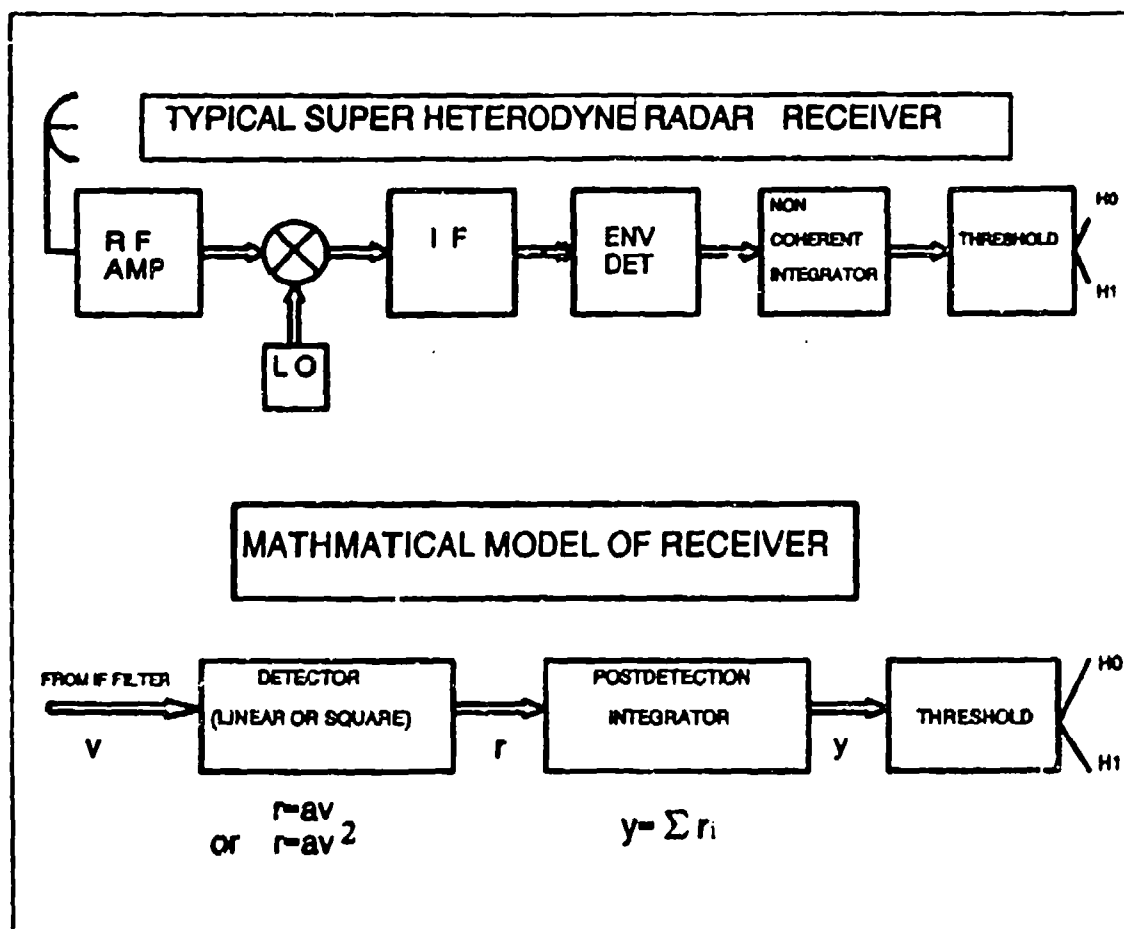 TYPICAL SUPER HETERODYNE RADAR RECEIVER
R F
AMP
L O
I F
ENV
DET
NON
COHERENT
INTEGRATOR
THRESHOLD
H0
H1
MATHMATICAL MODEL OF RECEIVER
FROM IF FILTER
v
DETECTOR
(LINEAR OR SQUARE)
r
POSTDETECTION
INTEGRATOR
y
THRESHOLD
H0
H1
r=av
or r=av²
y= Σ ri